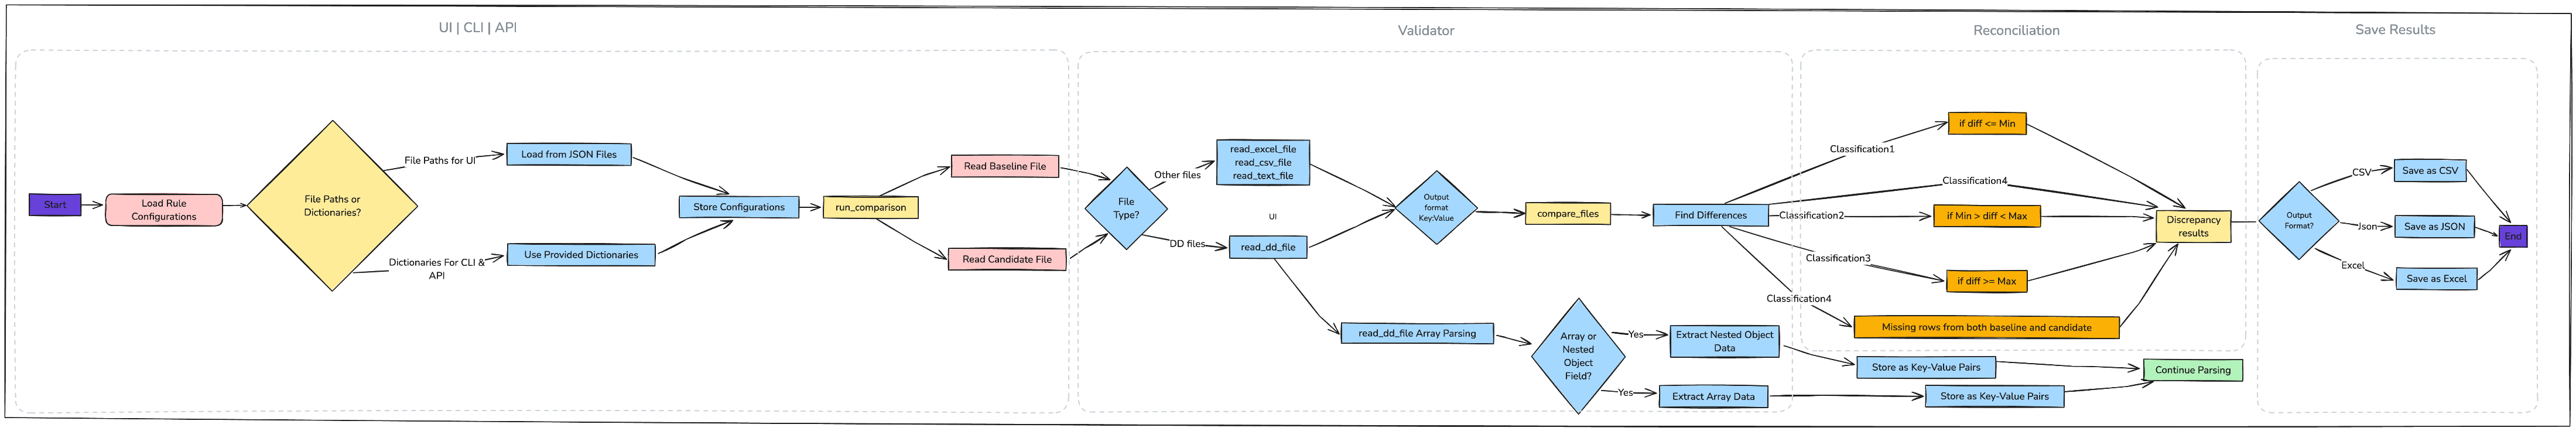 UI | CLI | API
Validator
Reconciliation
Save Results
Start
Load Rule
Configurations
File Paths or
Dictionaries?
File Paths for UI
Load from JSON Files
Dictionaries For CLI &
API
Use Provided Dictionaries
Store Configurations
run_comparison
Read Baseline File
Read Candidate File
File
Type?
Other files
read_excel_file
read_csv_file
read_text_file
UI
DD files
read_dd_file
Output
format
Key:Value
compare_files
Find Differences
read_dd_file Array Parsing
Array or
Nested
Object
Field?
Yes
Extract Nested Object
Data
Yes
Extract Array Data
Classification1
if diff <= Min
Classification4
Classification2
if Min > diff < Max
Classification3
if diff >= Max
Classification4
Missing rows from both baseline and candidate
Discrepancy
results
Store as Key-Value Pairs
Store as Key-Value Pairs
Continue Parsing
Output
Format?
CSV
Save as CSV
Json
Save as JSON
Excel
Save as Excel
End